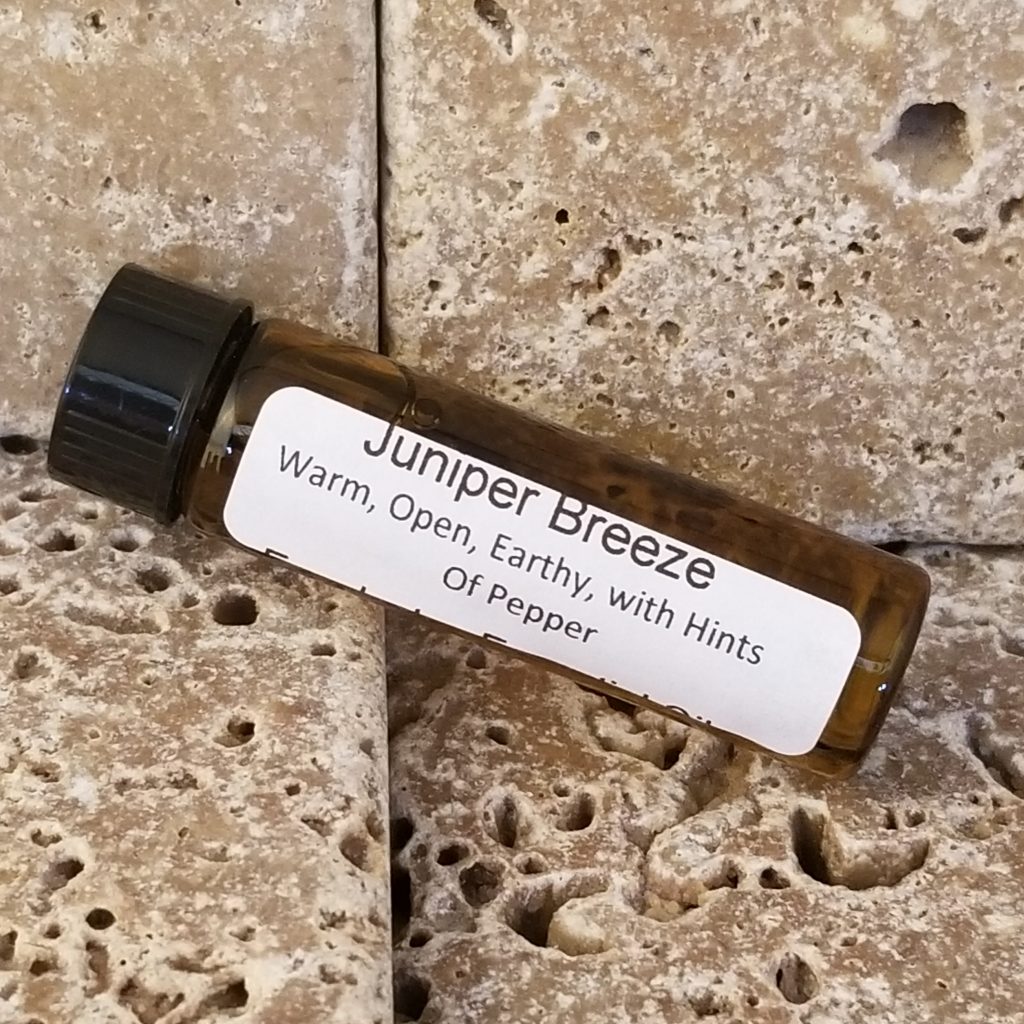 Juniper Breeze
Warm, Open, Earthy, with Hints
Of Pepper